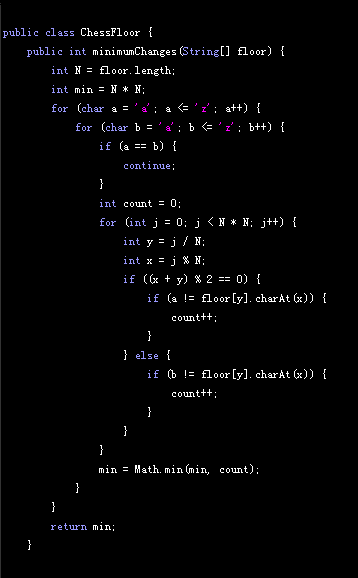 public class ChessFloor {
    public int minimumChanges(String[] floor) {
        int N = floor.length;
        int min = N * N;
        for (char a = 'a'; a <= 'z'; a++) {
            for (char b = 'a'; b <= 'z'; b++) {
                if (a == b) {
                    continue;
                }
                int count = 0;
                for (int j = 0; j < N * N; j++) {
                    int y = j / N;
                    int x = j % N;
                    if ((x + y) % 2 == 0) {
                        if (a != floor[y].charAt(x)) {
                            count++;
                        }
                    } else {
                        if (b != floor[y].charAt(x)) {
                            count++;
                        }
                    }
                }
                min = Math.min(min, count);
            }
        }
        return min;
    }